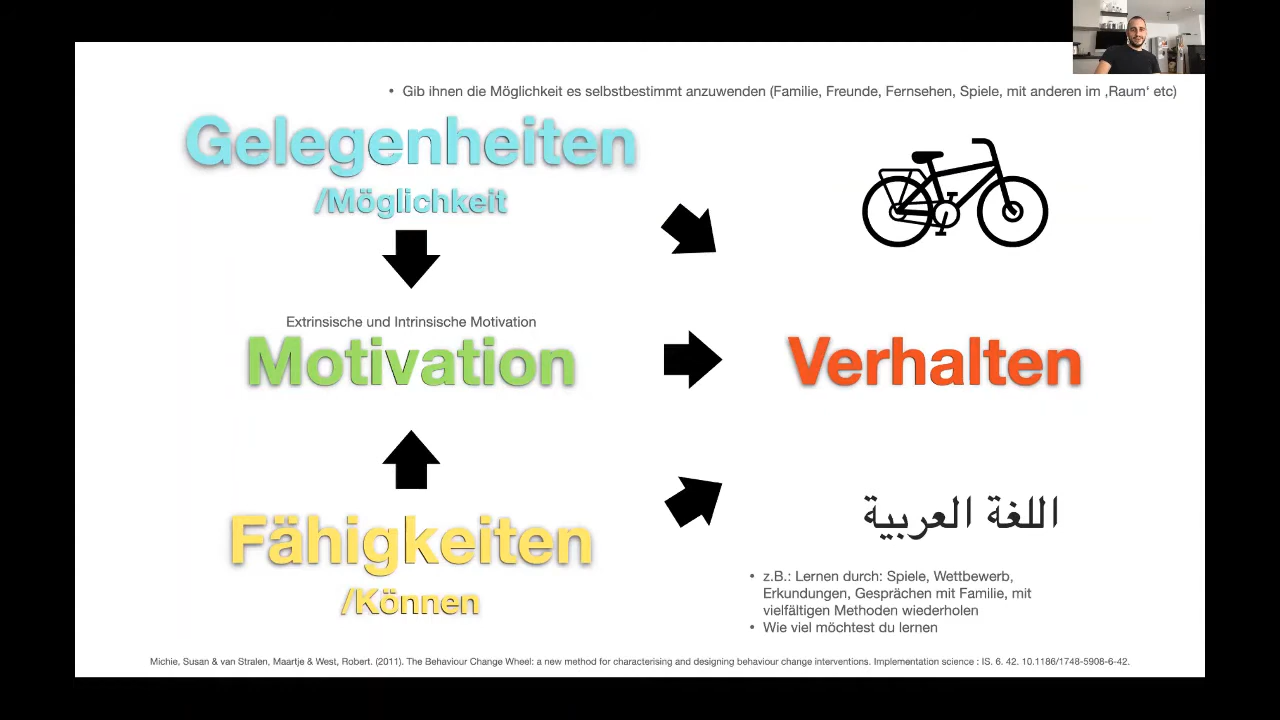 • Gib ihnen die Möglichkeit es selbstbestimmt anzuwenden (Familie, Freunde, Fernsehen, Spiele, mit anderen im ‚Raum‘ etc)
Gelegenheiten
/Möglichkeit
Extrinsische und Intrinsische Motivation
Motivation
Verhalten
Fähigkeiten
/Können
اللغة العربية
• z.B.: Lernen durch: Spiele, Wettbewerb,
Erkundungen, Gesprächen mit Familie, mit
vielfältigen Methoden wiederholen
• Wie viel möchtest du lernen
Michie, Susan & van Stralen, Maartje & West, Robert. (2011). The Behaviour Change Wheel: a new method for characterising and designing behaviour change interventions. Implementation science : IS. 6. 42. 10.1186/1748-5908-6-42.